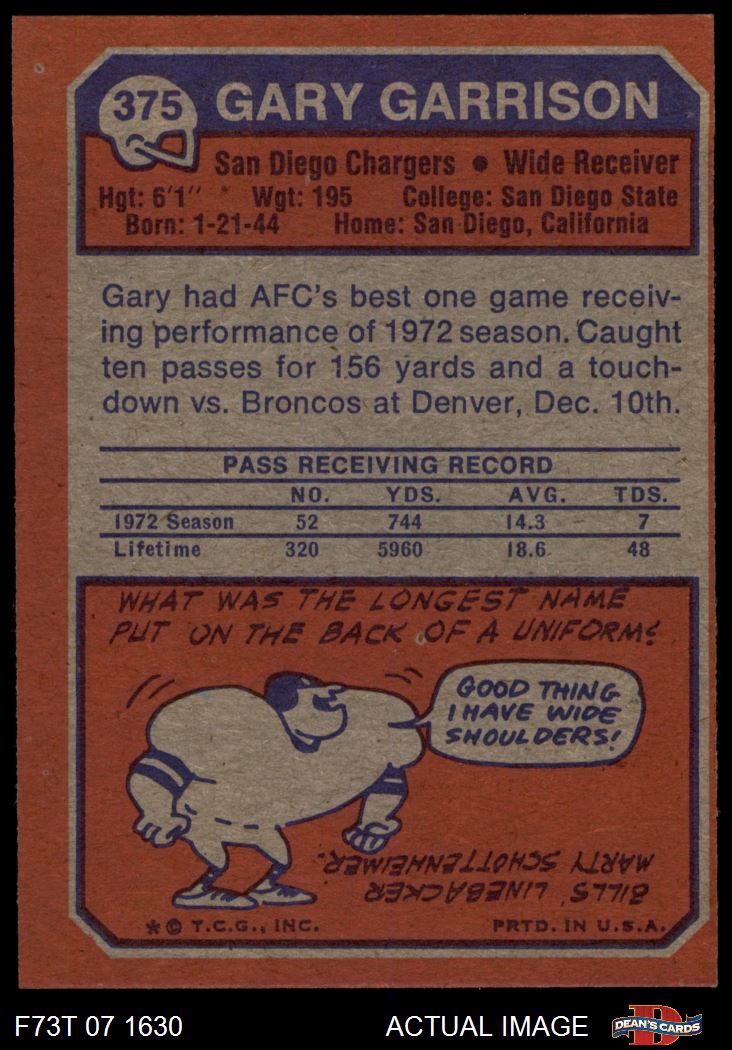 375 GARY GARRISON
San Diego Chargers • Wide Receiver
Hgt: 6'1" Wgt: 195 College: San Diego State
Born: 1-21-44 Home: San Diego, California
Gary had AFC's best one game receiv-
ing performance of 1972 season. Caught
ten passes for 156 yards and a touch-
down vs. Broncos at Denver, Dec. 10th.
PASS RECEIVING RECORD
NO. YDS. AVG. TDS.
1972 Season 52 744 14.3 7
Lifetime 320 5960 18.6 48
WHAT WAS THE LONGEST NAME
PUT ON THE BACK OF A UNIFORM?
GOOD THING
I HAVE WIDE
SHOULDERS!
BILLS' LINEBACKER
MARTY SCHOTTENHEIMER.
* © T.C.G., INC. PRTD. IN U.S.A.
F73T 07 1630 ACTUAL IMAGE
D
DEAN'S CARDS